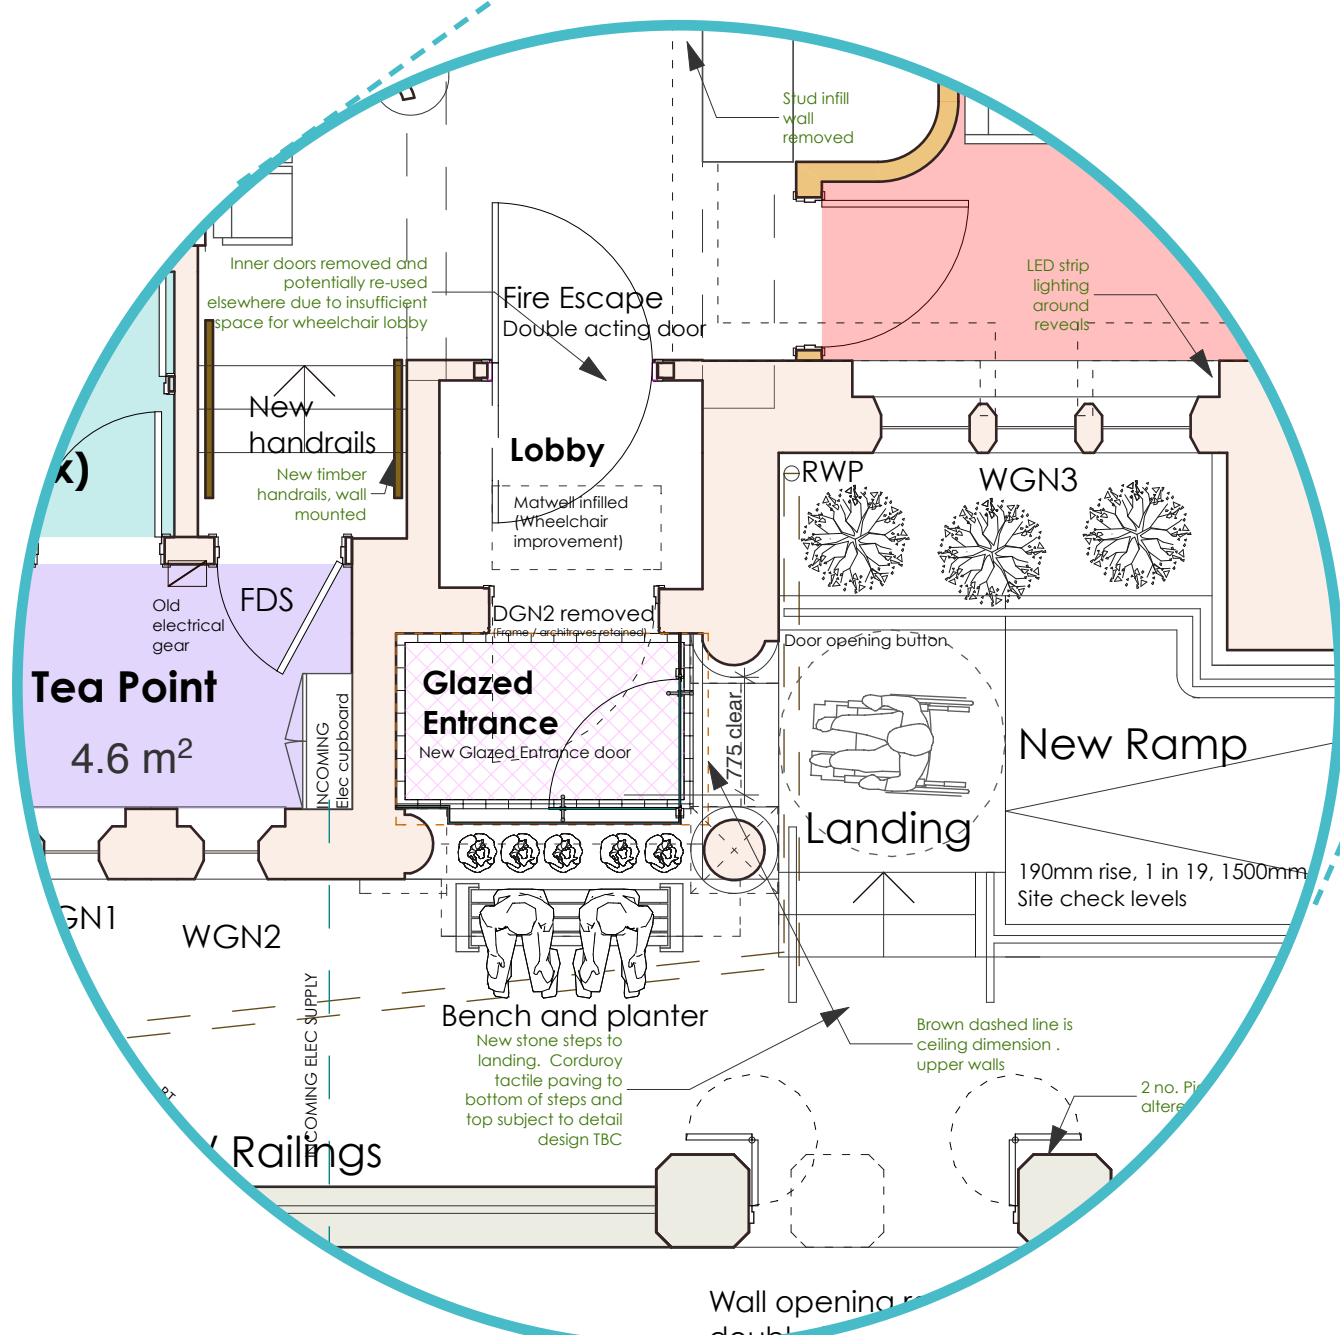 Stud infill
wall
removed
Inner doors removed and
potentially re-used
elsewhere due to insufficient
space for wheelchair lobby
Fire Escape
Double acting door
LED strip
lighting
around
reveals
New
handrails
New timber
handrails, wall
mounted
x)
Lobby
Matwell infilled
(Wheelchair
improvement)
RWP
WGN3
Old
electrical
gear
FDS
DGN2 removed
(Frame / architraves retained)
Door opening button
Tea Point
4.6 m²
INCOMING
Elec cupboard
Glazed
Entrance
New Glazed Entrance door
775 clear
New Ramp
Landing
190mm rise, 1 in 19, 1500mm
Site check levels
GN1
WGN2
INCOMING ELEC SUPPLY
Bench and planter
New stone steps to
landing. Corduroy
tactile paving to
bottom of steps and
top subject to detail
design TBC
Brown dashed line is
ceiling dimension .
upper walls
2 no.
altere
Railings
Wall opening